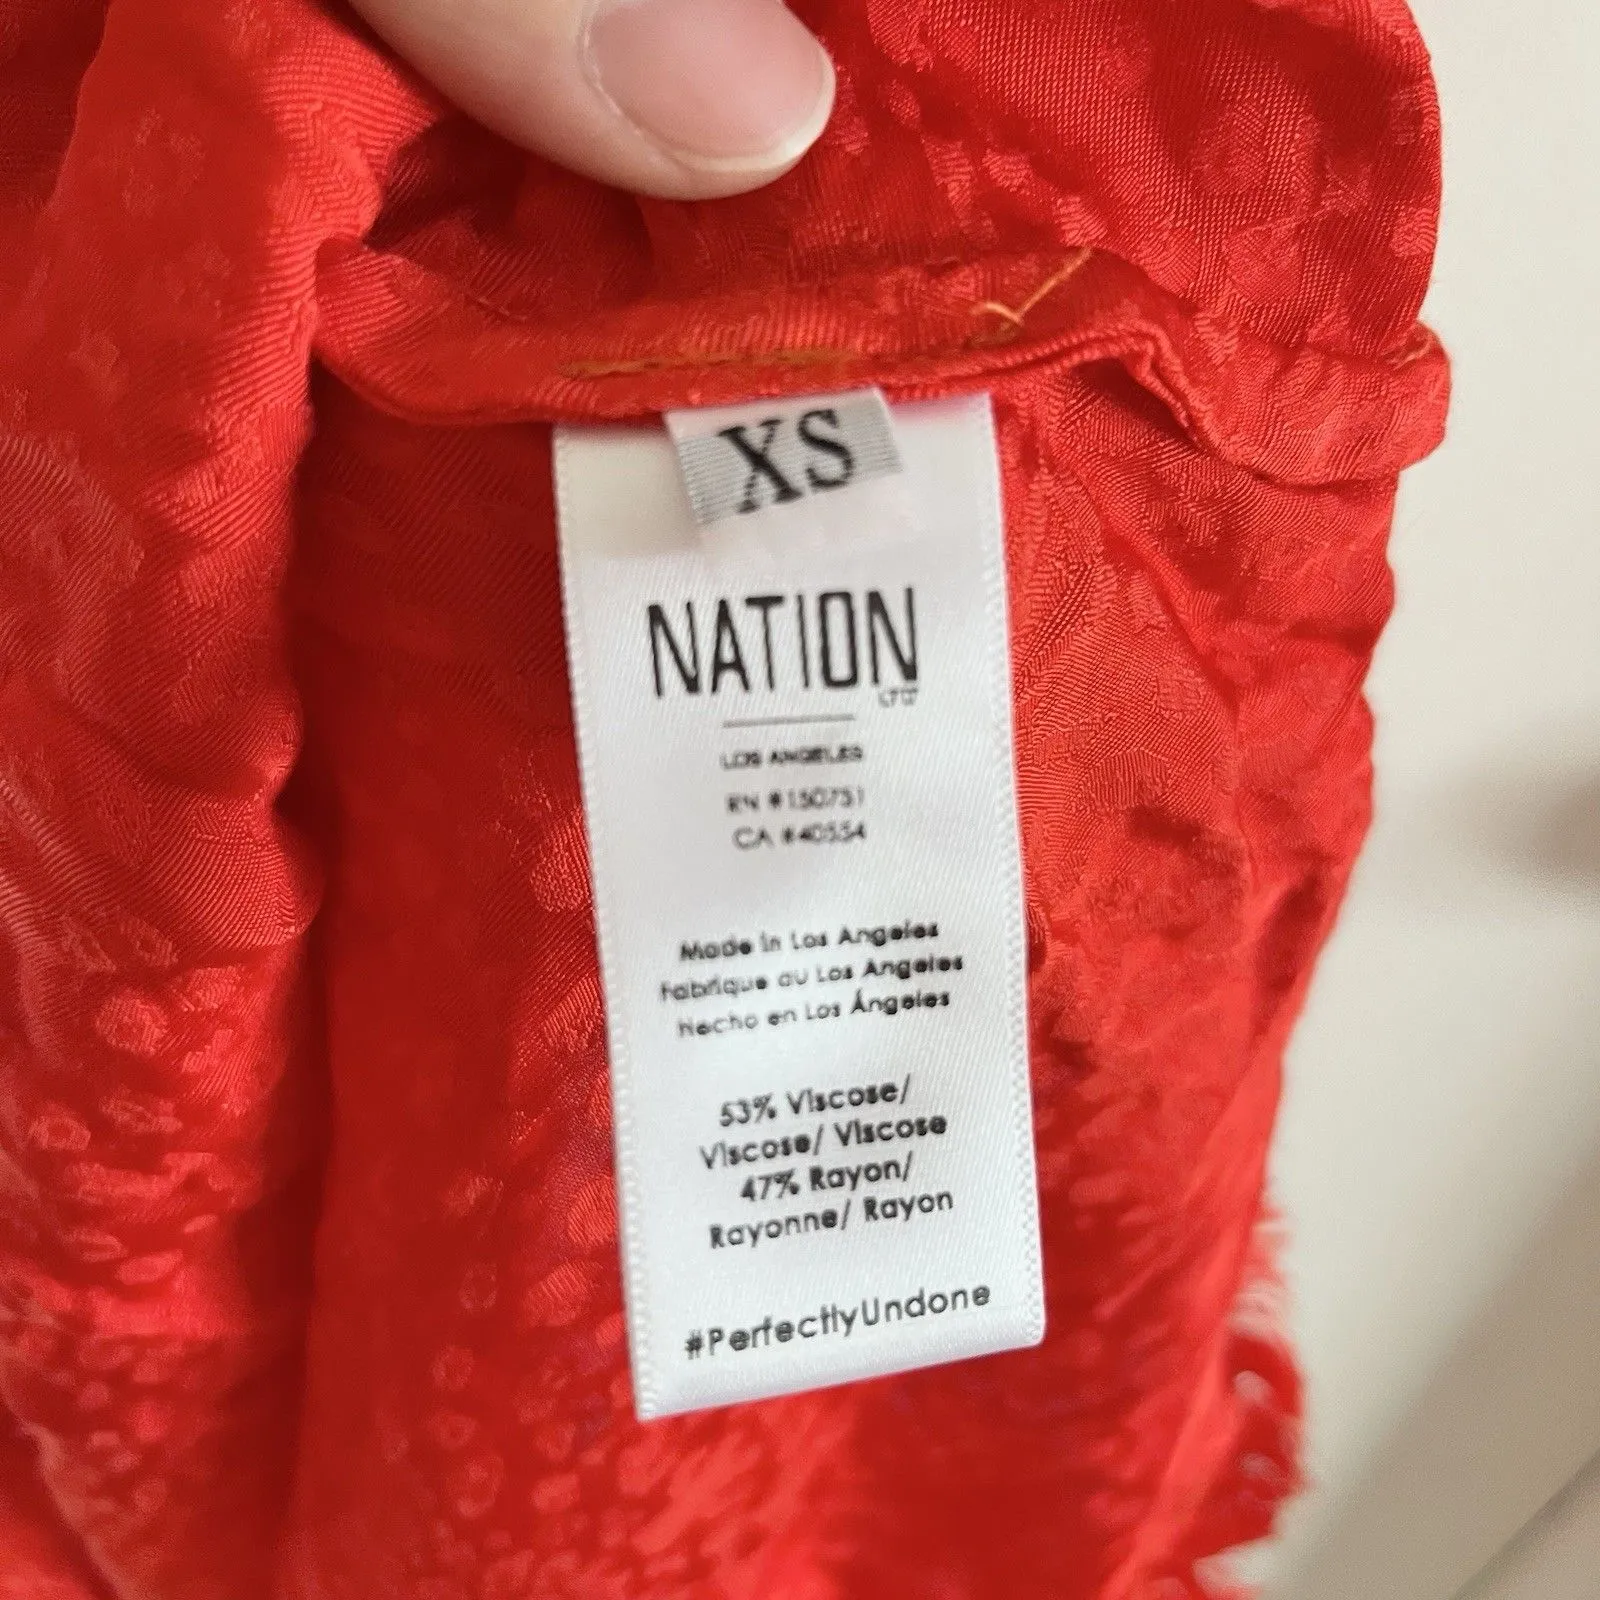 XS
NATION
LTD
LOS ANGELES
RN #150751
CA #40554
Made in Los Angeles
Fabrique au Los Angeles
Hecho en Los Ángeles
53% Viscose/
Viscose/ Viscose
47% Rayon/
Rayonne/ Rayon
#PerfectlyUndone